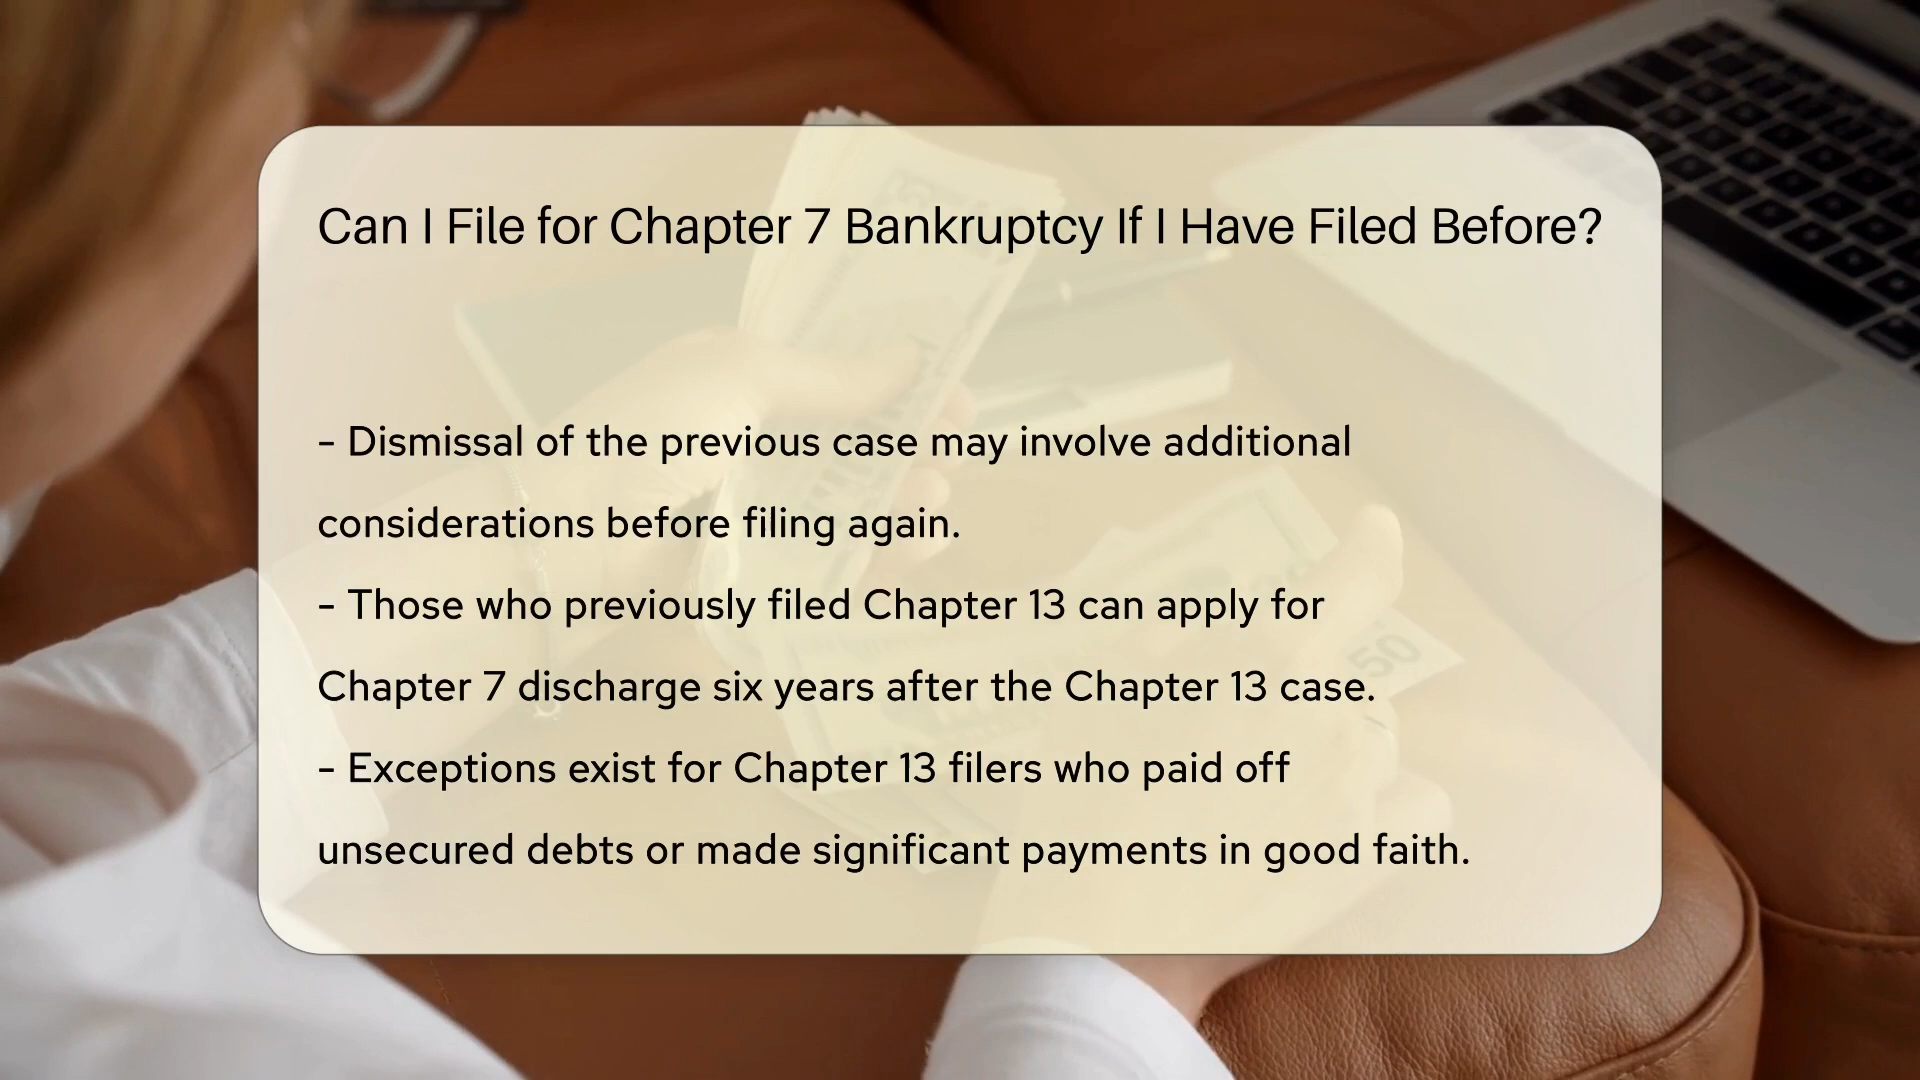 Can I File for Chapter 7 Bankruptcy If I Have Filed Before?
- Dismissal of the previous case may involve additional
considerations before filing again.
- Those who previously filed Chapter 13 can apply for
Chapter 7 discharge six years after the Chapter 13 case.
- Exceptions exist for Chapter 13 filers who paid off
unsecured debts or made significant payments in good faith.
50